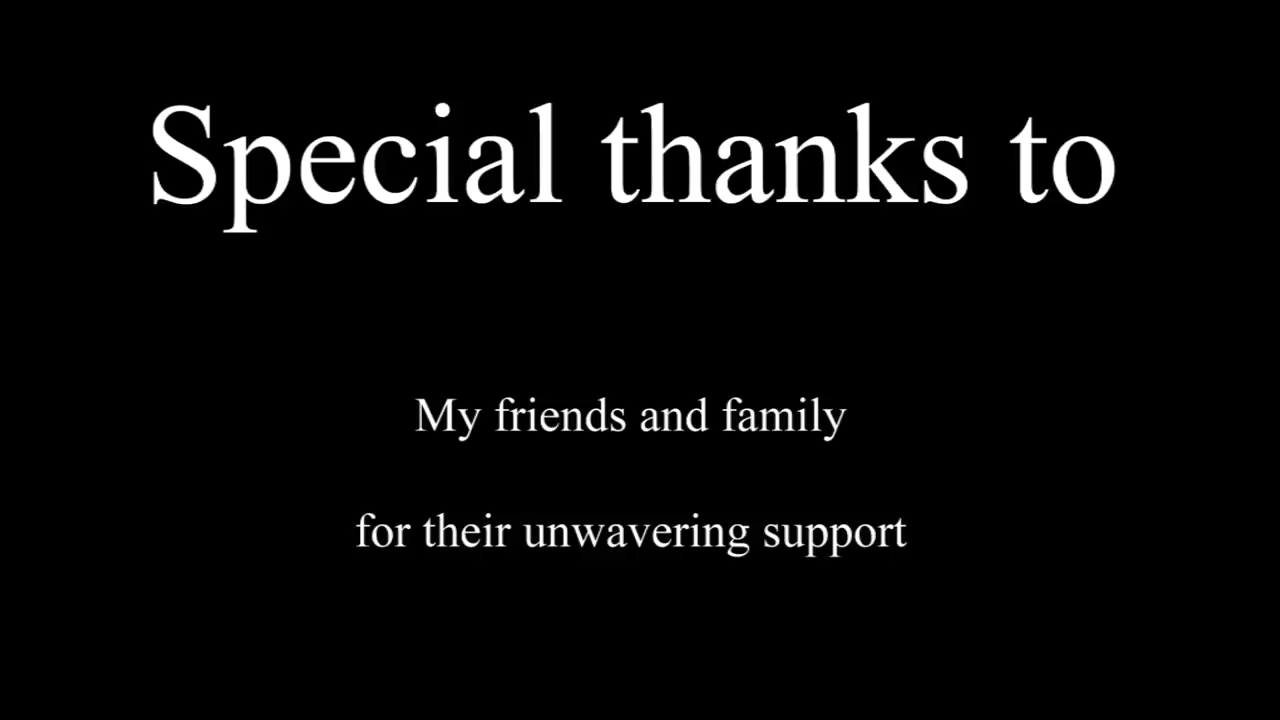 Special thanks to
My friends and family
for their unwavering support